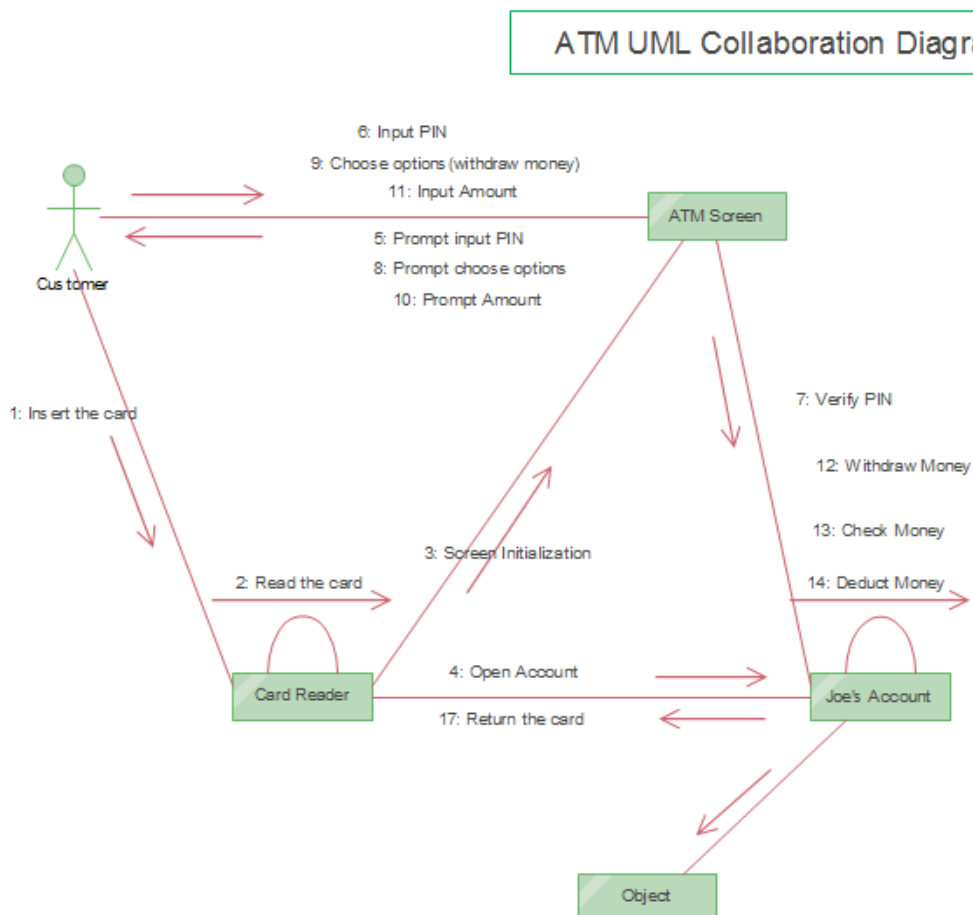 ATM UML Collaboration Diagra
6: Input PIN
9: Choose options (withdraw money)
11: Input Amount
ATM Screen
5: Prompt input PIN
8: Prompt choose options
10: Prompt Amount
Customer
1: Insert the card
7: Verify PIN
12: Withdraw Money
13: Check Money
3: Screen Initialization
2: Read the card
14: Deduct Money
4: Open Account
Card Reader
Joe's Account
17: Return the card
Object